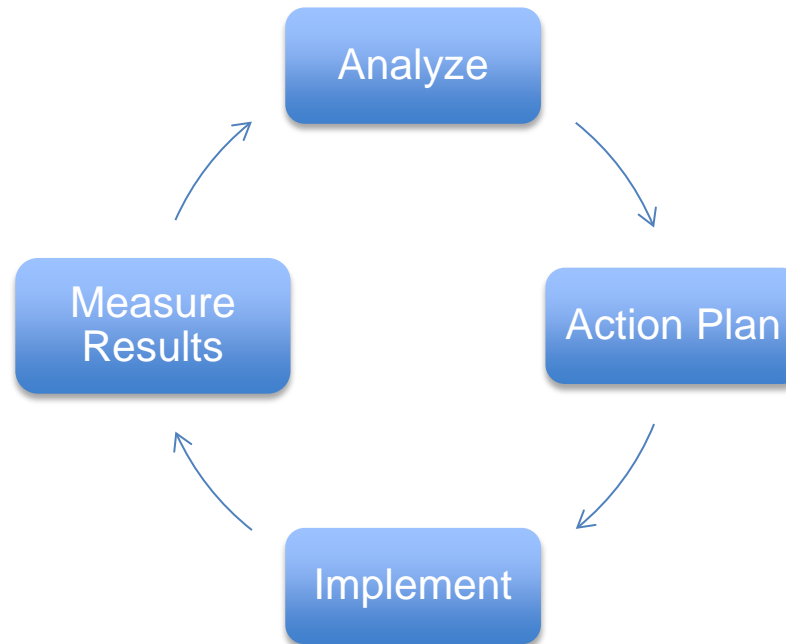 Analyze
Action Plan
Implement
Measure
Results